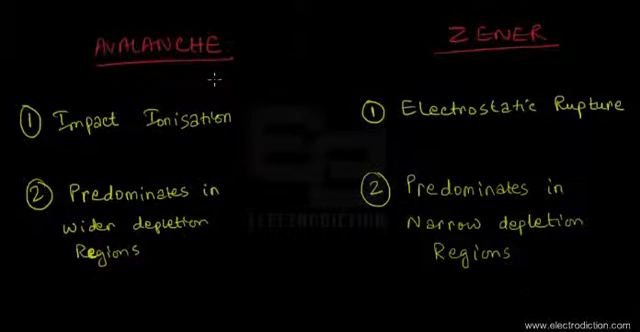 AVALANCHE
ZENER
① Impact Ionisation
① Electrostatic Rupture
② Predominates in
wider depletion
Regions
② Predominates in
Narrow depletion
Regions
ELECTRODICTION
www.electrodiction.com